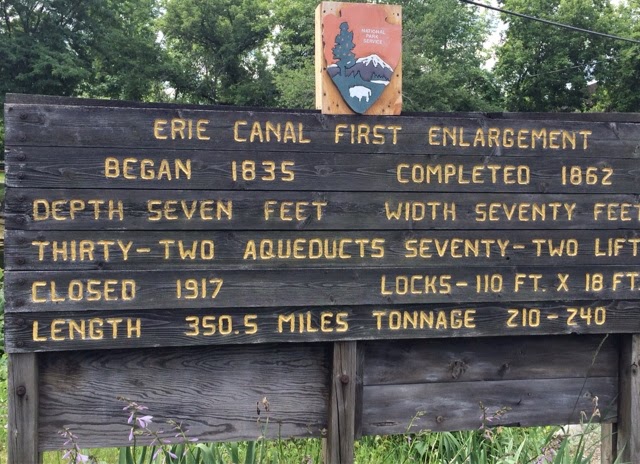 NATIONAL
PARK
SERVICE
ERIE CANAL FIRST ENLARGEMENT
BEGAN 1835 COMPLETED 1862
DEPTH SEVEN FEET WIDTH SEVENTY FEET
THIRTY-TWO AQUEDUCTS SEVENTY-TWO LIFT
CLOSED 1917 LOCKS-110 FT. X 18 FT.
LENGTH 350.5 MILES TONNAGE 210-240